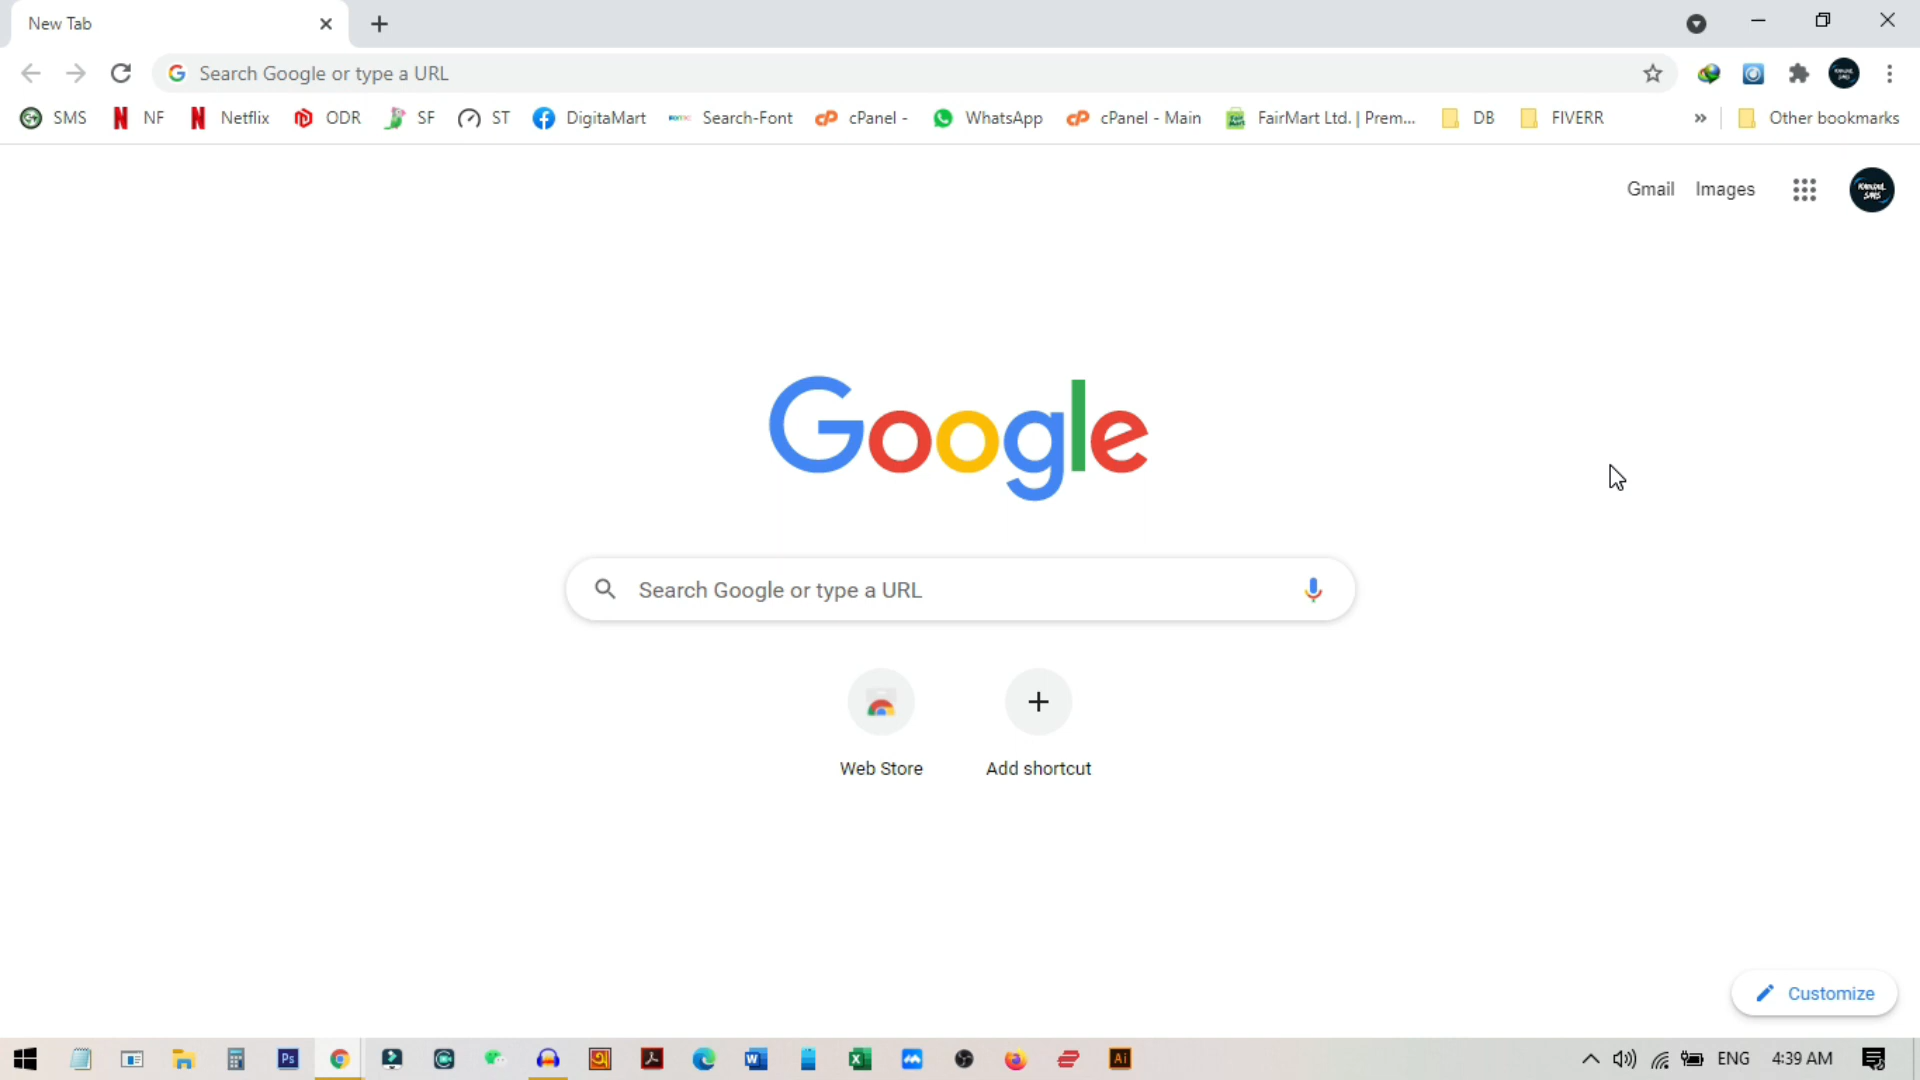 New Tab
Search Google or type a URL
SMS NF Netflix ODR SF ST DigitaMart Search-Font cPanel - WhatsApp cPanel - Main FairMart Ltd. | Prem... DB FIVERR » Other bookmarks
Gmail Images
Google
Search Google or type a URL
Web Store Add shortcut
Customize
Ps Ai ENG 4:39 AM